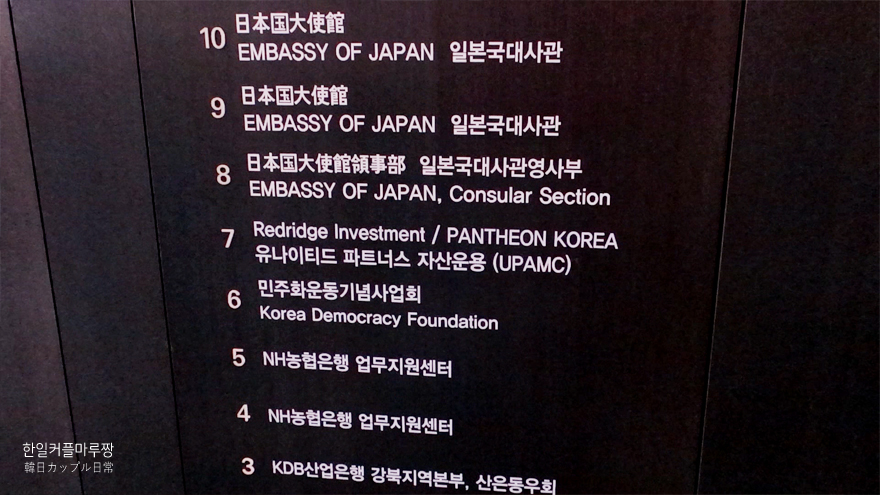 10 日本国大使館
EMBASSY OF JAPAN 일본국대사관
9 日本国大使館
EMBASSY OF JAPAN 일본국대사관
8 日本国大使館領事部 일본국대사관영사부
EMBASSY OF JAPAN, Consular Section
7 Redridge Investment / PANTHEON KOREA
유나이티드 파트너스 자산운용 (UPAMC)
6 민주화운동기념사업회
Korea Democracy Foundation
5 NH농협은행 업무지원센터
4 NH농협은행 업무지원센터
3 KDB산업은행 강북지역본부, 산은동우회
한일커플마루짱
韓日カップル日常